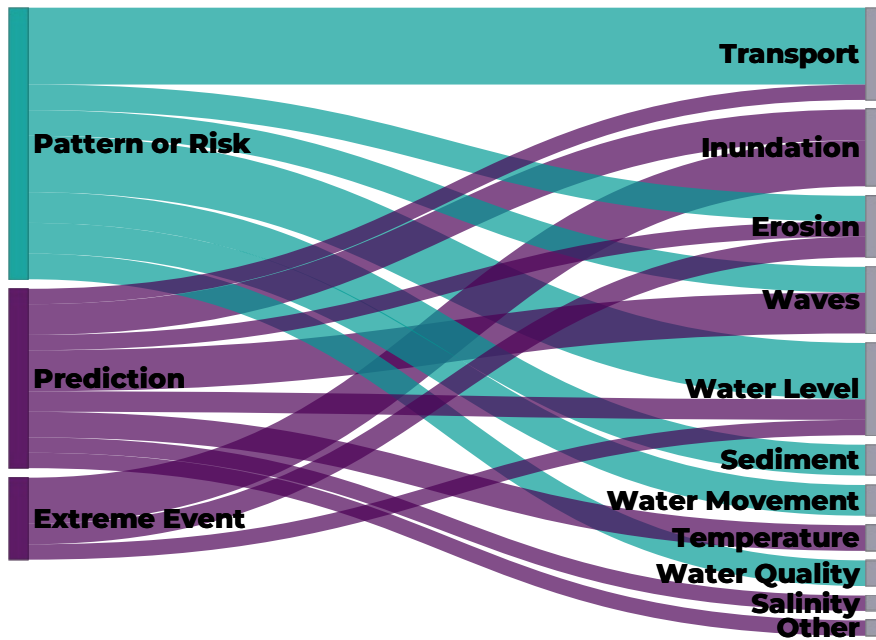 Pattern or Risk
Prediction
Extreme Event
Transport
Inundation
Erosion
Waves
Water Level
Sediment
Water Movement
Temperature
Water Quality
Salinity
Other